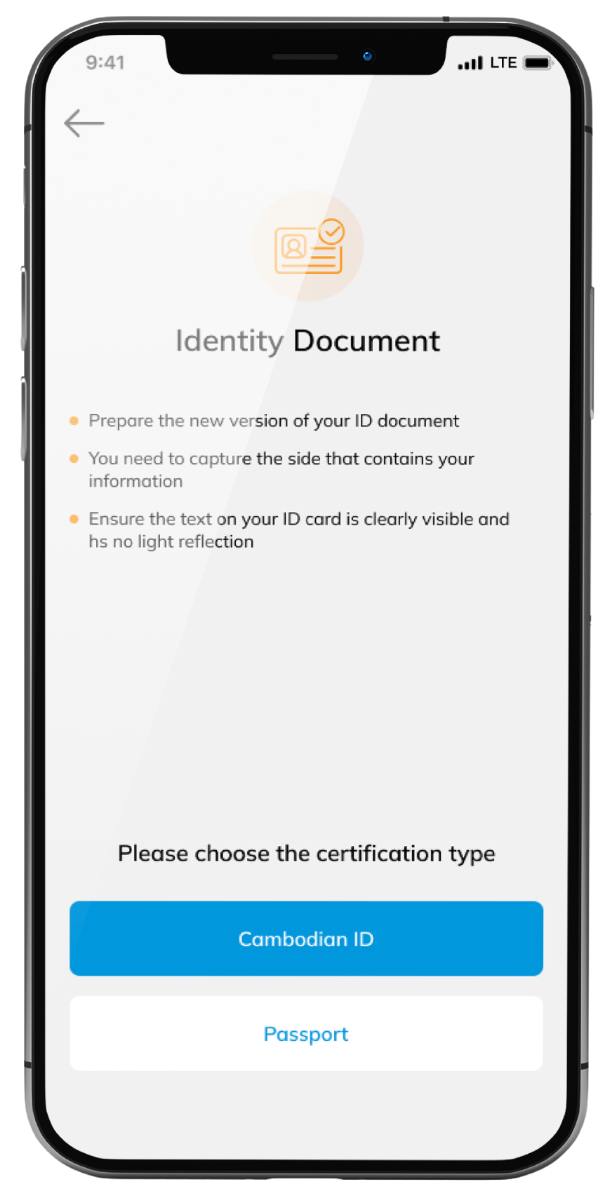 9:41
LTE
Identity Document
Prepare the new version of your ID document
You need to capture the side that contains your
information
Ensure the text on your ID card is clearly visible and
hs no light reflection
Please choose the certification type
Cambodian ID
Passport